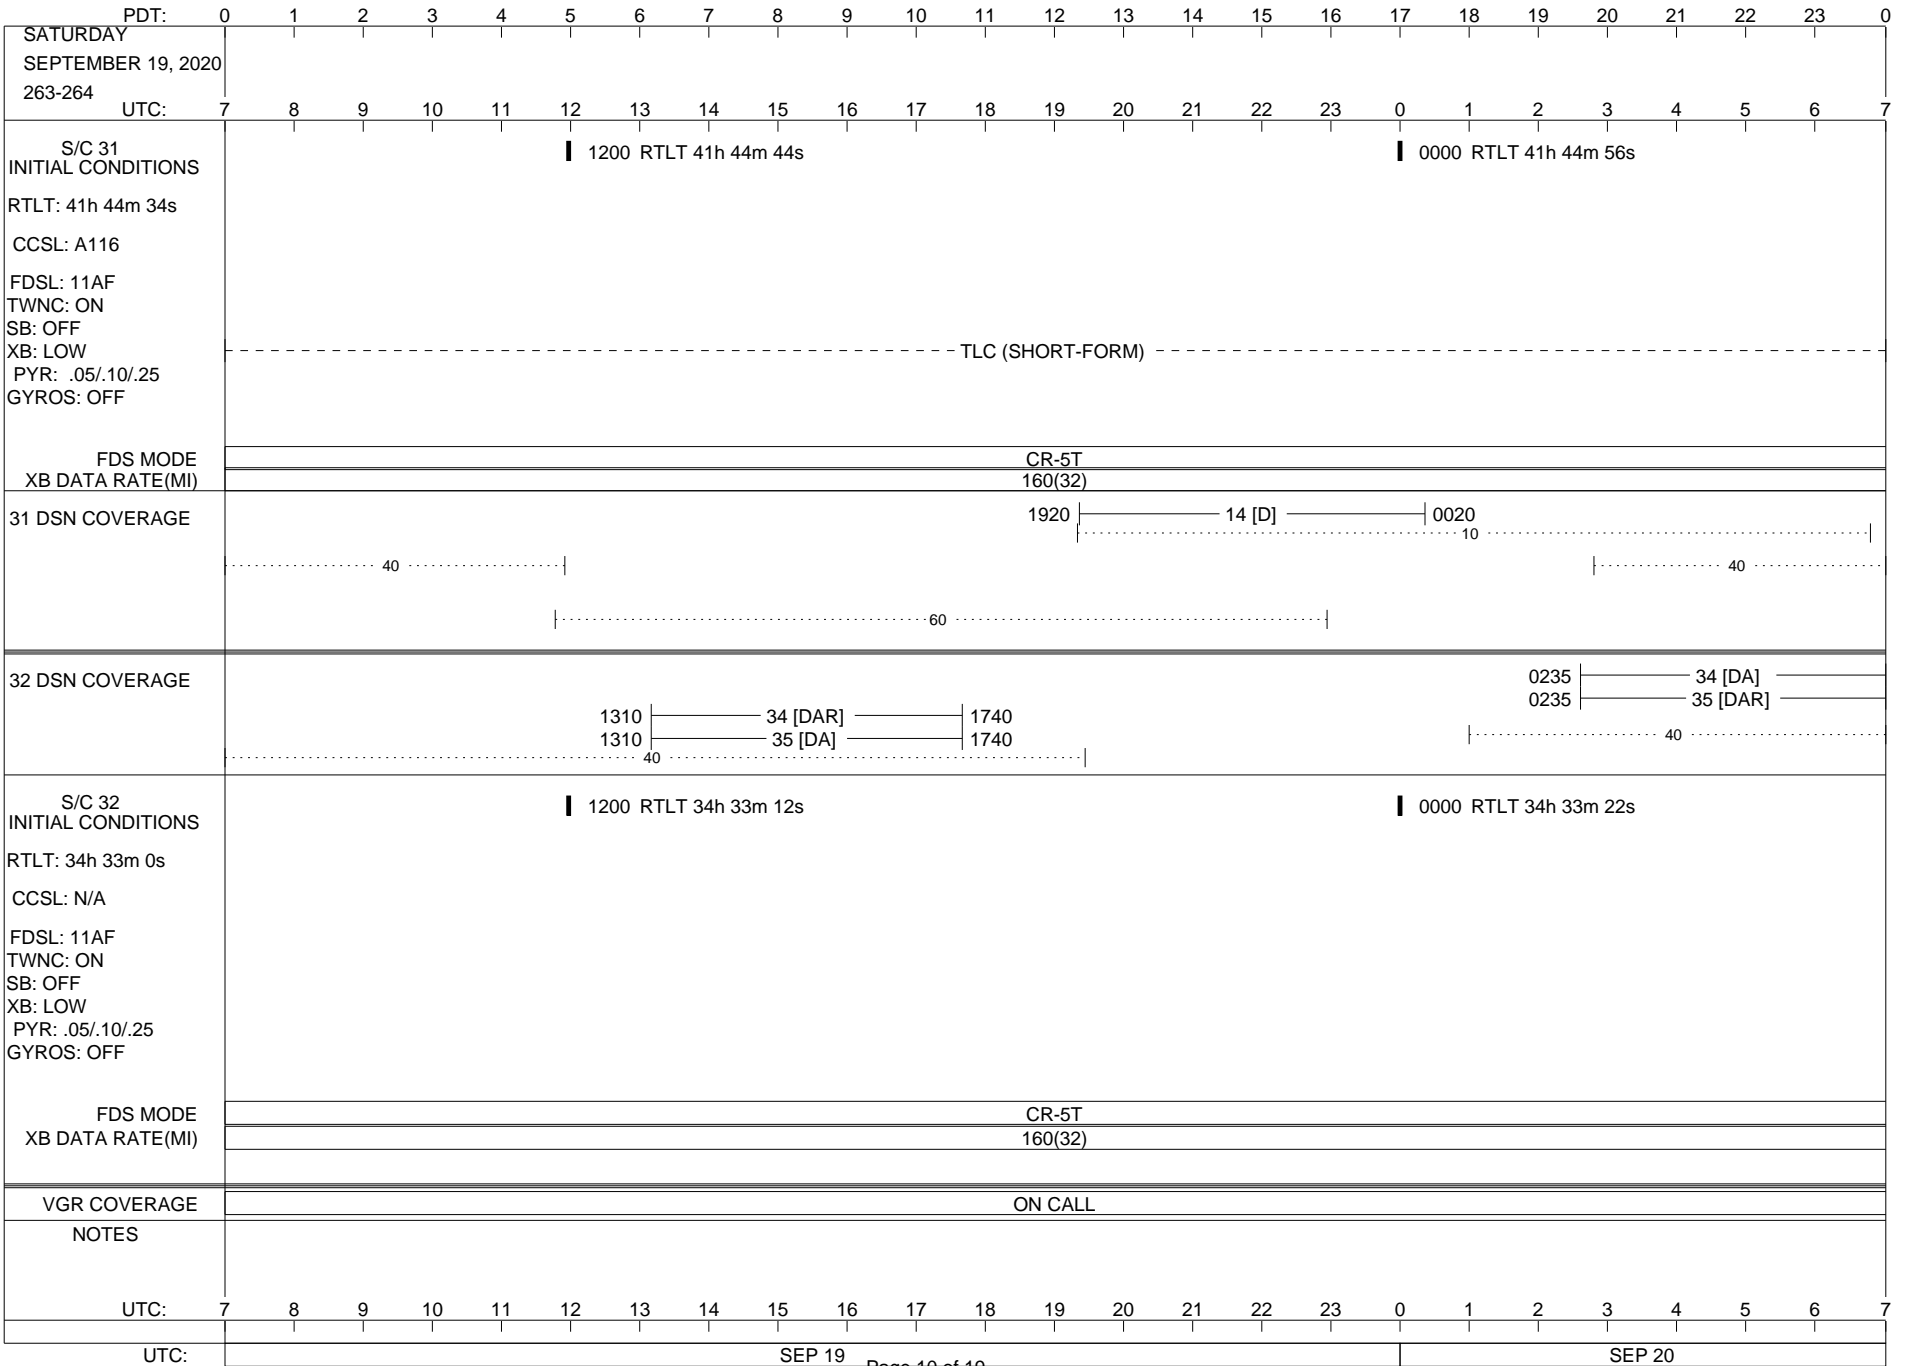 PDT: 0 1 2 3 4 5 6 7 8 9 10 11 12 13 14 15 16 17 18 19 20 21 22 23 0
SATURDAY
SEPTEMBER 19, 2020
263-264
UTC: 7 8 9 10 11 12 13 14 15 16 17 18 19 20 21 22 23 0 1 2 3 4 5 6 7
S/C 31
INITIAL CONDITIONS
1200 RTLT 41h 44m 44s
0000 RTLT 41h 44m 56s
RTLT: 41h 44m 34s
CCSL: A116
FDSL: 11AF
TWNC: ON
SB: OFF
XB: LOW
TLC (SHORT-FORM)
PYR: .05/.10/.25
GYROS: OFF
FDS MODE CR-5T
XB DATA RATE(MI) 160(32)
31 DSN COVERAGE
1920 14 [D] 0020
10
40 40
60
32 DSN COVERAGE
0235 34 [DA]
0235 35 [DAR]
1310 34 [DAR] 1740
1310 35 [DA] 1740
40
40
S/C 32
INITIAL CONDITIONS
1200 RTLT 34h 33m 12s
0000 RTLT 34h 33m 22s
RTLT: 34h 33m 0s
CCSL: N/A
FDSL: 11AF
TWNC: ON
SB: OFF
XB: LOW
PYR: .05/.10/.25
GYROS: OFF
FDS MODE CR-5T
XB DATA RATE(MI) 160(32)
VGR COVERAGE ON CALL
NOTES
UTC: 7 8 9 10 11 12 13 14 15 16 17 18 19 20 21 22 23 0 1 2 3 4 5 6 7
UTC: SEP 19 SEP 20
Page 10 of 19